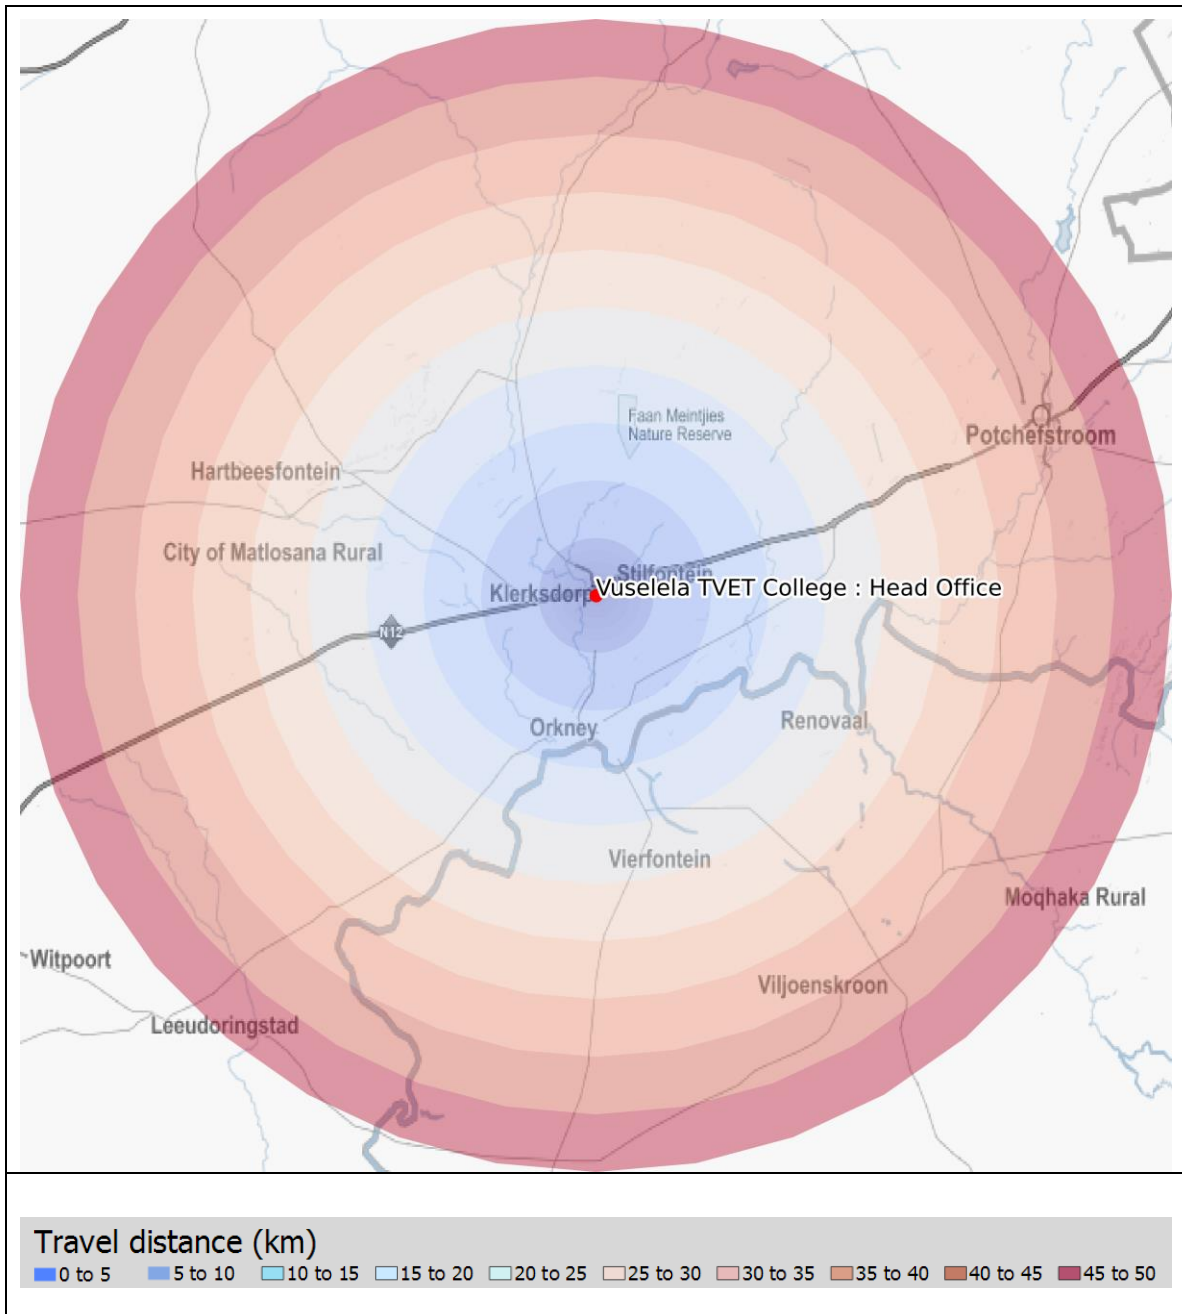 Faan Meintjies
Nature Reserve
Potchefstroom
Hartbeesfontein
City of Matlosana Rural
Stilfontein
Klerksdorp
Vuselela TVET College : Head Office
N12
Orkney
Renovaal
Vierfontein
Moqhaka Rural
Witpoort
Viljoenskroon
Leeudoringstad
Travel distance (km)
0 to 5 5 to 10 10 to 15 15 to 20 20 to 25 25 to 30 30 to 35 35 to 40 40 to 45 45 to 50